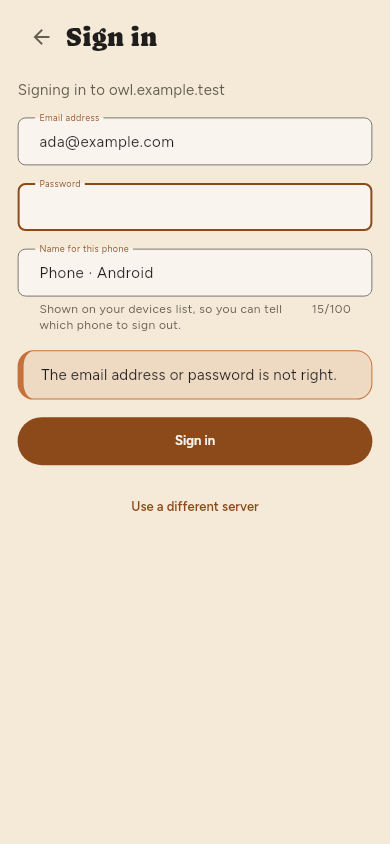 Sign in
Signing in to owl.example.test
Email address
ada@example.com
Password
Name for this phone
Phone · Android
Shown on your devices list, so you can tell 15/100
which phone to sign out.
The email address or password is not right.
Sign in
Use a different server